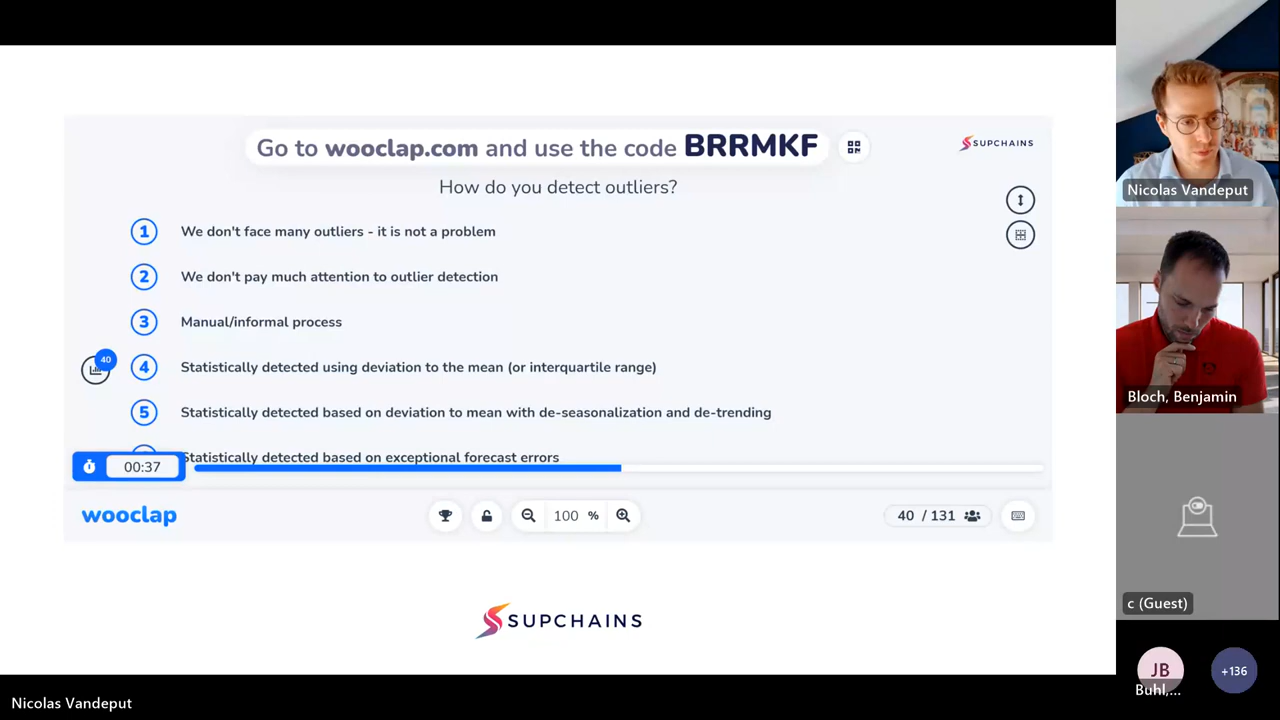 Go to wooclap.com and use the code BRRMKF
SUPCHAINS
How do you detect outliers?
1 We don't face many outliers - it is not a problem
2 We don't pay much attention to outlier detection
3 Manual/informal process
40
4 Statistically detected using deviation to the mean (or interquartile range)
5 Statistically detected based on deviation to mean with de-seasonalization and de-trending
Statistically detected based on exceptional forecast errors
00:37
wooclap
100 %
40 / 131
SUPCHAINS
Nicolas Vandeput
Nicolas Vandeput
Bloch, Benjamin
c (Guest)
JB
Buhl,...
+136